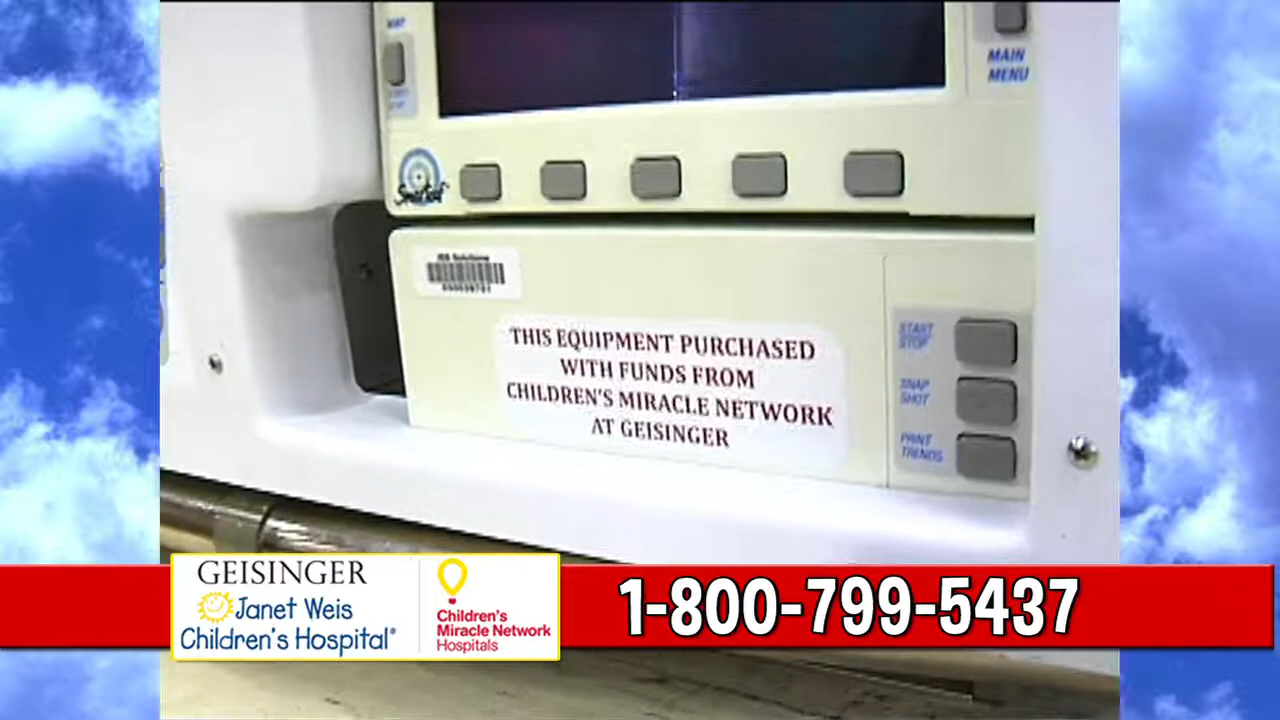 NIBP
MAIN
MENU
START
STOP
SNAP
SHOT
PRINT
TRENDS
THIS EQUIPMENT PURCHASED
WITH FUNDS FROM
CHILDREN'S MIRACLE NETWORK
AT GEISINGER
GEISINGER
Janet Weis
Children's Hospital®
Children's
Miracle Network
Hospitals
1-800-799-5437